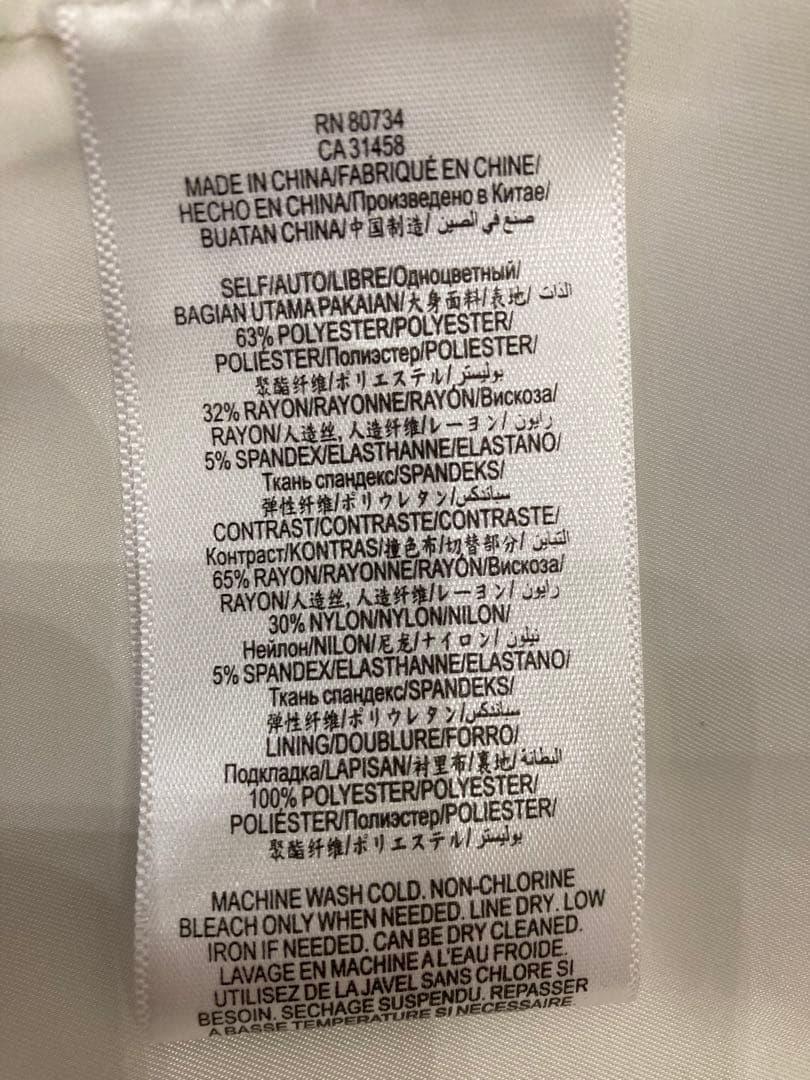 RN 80734
CA 31458
MADE IN CHINA/FABRIQUÉ EN CHINE/
HECHO EN CHINA/Произведено в Китае/
BUATAN CHINA/中国制造/ صنع في الصين
SELF/AUTO/LIBRE/Одноцветный/
BAGIAN UTAMA PAKAIAN/大身面料/表地/ الذات
63% POLYESTER/POLYESTER/
POLIÉSTER/Полиэстер/POLIESTER/
聚酯纤维/ポリエステル/ بوليستر
32% RAYON/RAYONNE/RAYÓN/Вискоза/
RAYON/人造丝, 人造纤维/レーヨン/ رايون
5% SPANDEX/ELASTHANNE/ELASTANO/
Ткань спандекс/SPANDEKS/
弹性纤维/ポリウレタン/ سباندكس
CONTRAST/CONTRASTE/CONTRASTE/
Контраст/KONTRAS/撞色布/切替部分/ التباين
65% RAYON/RAYONNE/RAYÓN/Вискоза/
RAYON/人造丝, 人造纤维/レーヨン/ رايون
30% NYLON/NYLON/NILON/
Нейлон/NILON/尼龙/ナイロン/ نيلون
5% SPANDEX/ELASTHANNE/ELASTANO/
Ткань спандекс/SPANDEKS/
弹性纤维/ポリウレタン/ سباندكس
LINING/DOUBLURE/FORRO/
Подкладка/LAPISAN/衬里布/裏地/ البطانة
100% POLYESTER/POLYESTER/
POLIÉSTER/Полиэстер/POLIESTER/
聚酯纤维/ポリエステル/ بوليستر
MACHINE WASH COLD. NON-CHLORINE
BLEACH ONLY WHEN NEEDED. LINE DRY. LOW
IRON IF NEEDED. CAN BE DRY CLEANED.
LAVAGE EN MACHINE A L'EAU FROIDE.
UTILISEZ DE LA JAVEL SANS CHLORE SI
BESOIN. SECHAGE SUSPENDU. REPASSER
A BASSE TEMPERATURE SI NECESSAIRE.